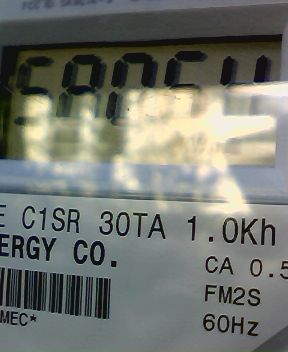 E C1SR 30TA 1.0Kh
ERGY CO.
CA 0.5
FM2S
MEC*
60Hz